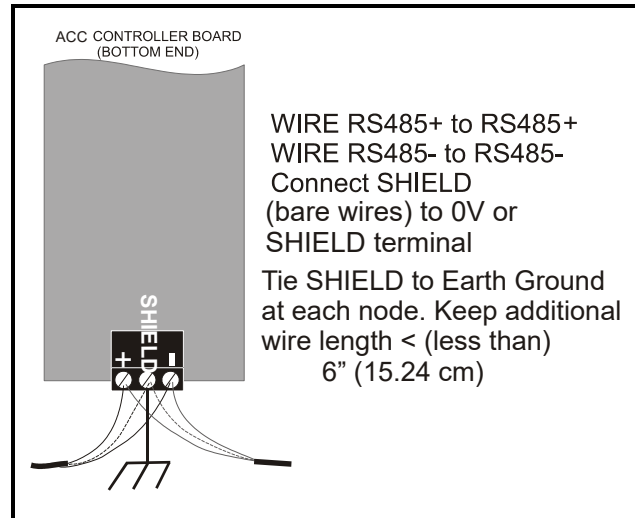 ACC CONTROLLER BOARD
(BOTTOM END)
WIRE RS485+ to RS485+
WIRE RS485- to RS485-
Connect SHIELD
(bare wires) to 0V or
SHIELD terminal
Tie SHIELD to Earth Ground
at each node. Keep additional
wire length < (less than)
6” (15.24 cm)
+ SHIELD -